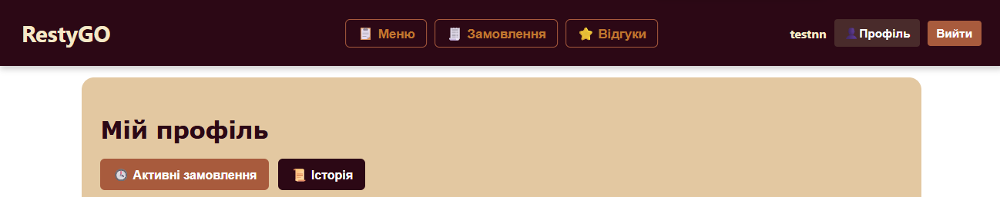 RestyGO
Меню
Замовлення
Відгуки
testnn
Профіль
Вийти
Мій профіль
Активні замовлення
Історія